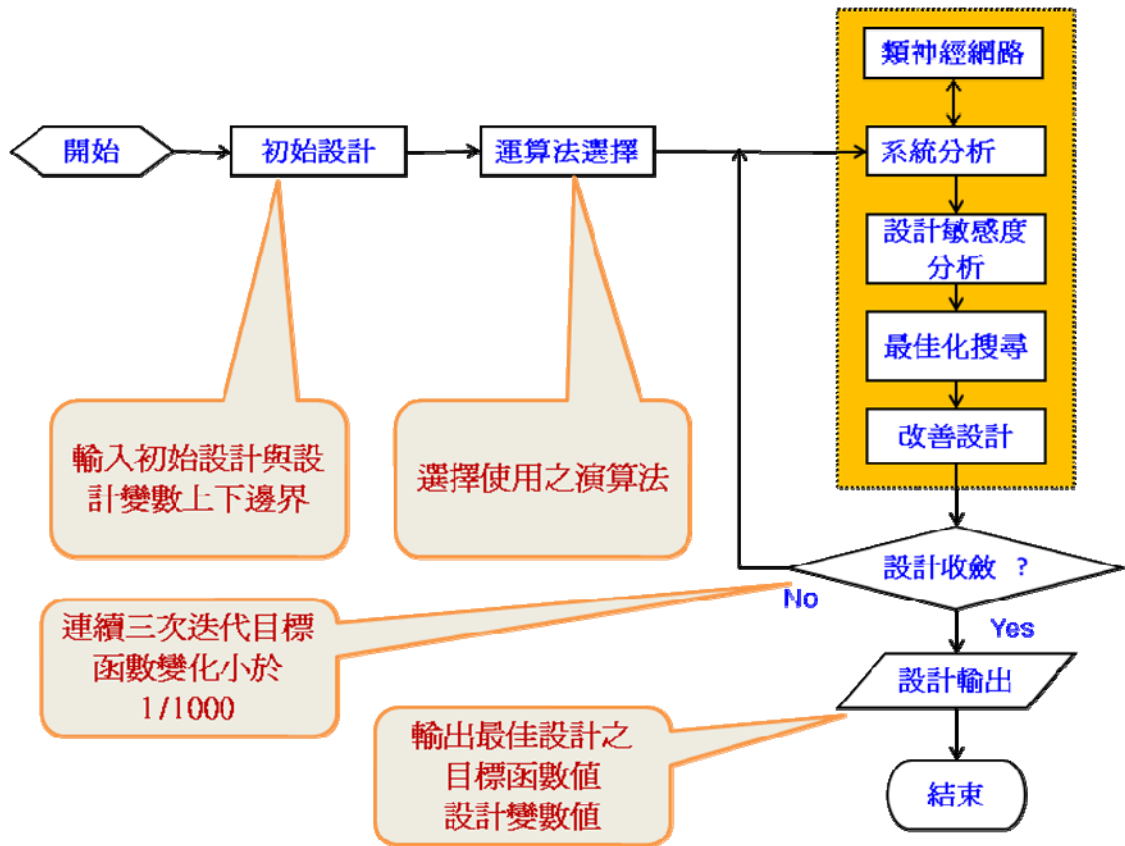 類神經網路
開始
初始設計
運算法選擇
系統分析
設計敏感度
分析
最佳化搜尋
改善設計
輸入初始設計與設
計變數上下邊界
選擇使用之演算法
設計收斂 ?
No
Yes
連續三次迭代目標
函數變化小於
1/1000
設計輸出
輸出最佳設計之
目標函數值
設計變數值
結束